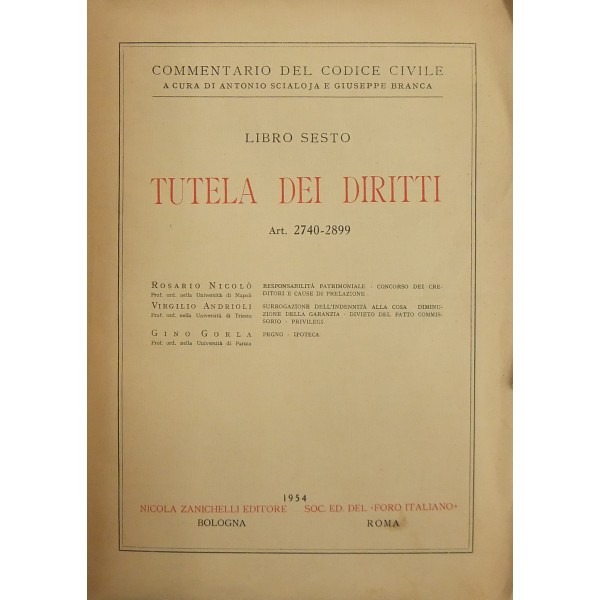 COMMENTARIO DEL CODICE CIVILE
A CURA DI ANTONIO SCIALOJA E GIUSEPPE BRANCA
LIBRO SESTO
TUTELA DEI DIRITTI
Art. 2740-2899
ROSARIO NICOLÒ
Prof. ord. nella Università di Napoli
RESPONSABILITÀ PATRIMONIALE - CONCORSO DEI CRE-
DITORI E CAUSE DI PRELAZIONE
VIRGILIO ANDRIOLI
Prof. ord. nella Università di Trieste
SURROGAZIONE DELL'INDENNITÀ ALLA COSA - DIMINU-
ZIONE DELLA GARANZIA - DIVIETO DEL PATTO COMMIS-
SORIO - PRIVILEGI
GINO GORLA
Prof. ord. nella Università di Parma
PEGNO - IPOTECA
1954
NICOLA ZANICHELLI EDITORE SOC. ED. DEL «FORO ITALIANO»
BOLOGNA ROMA